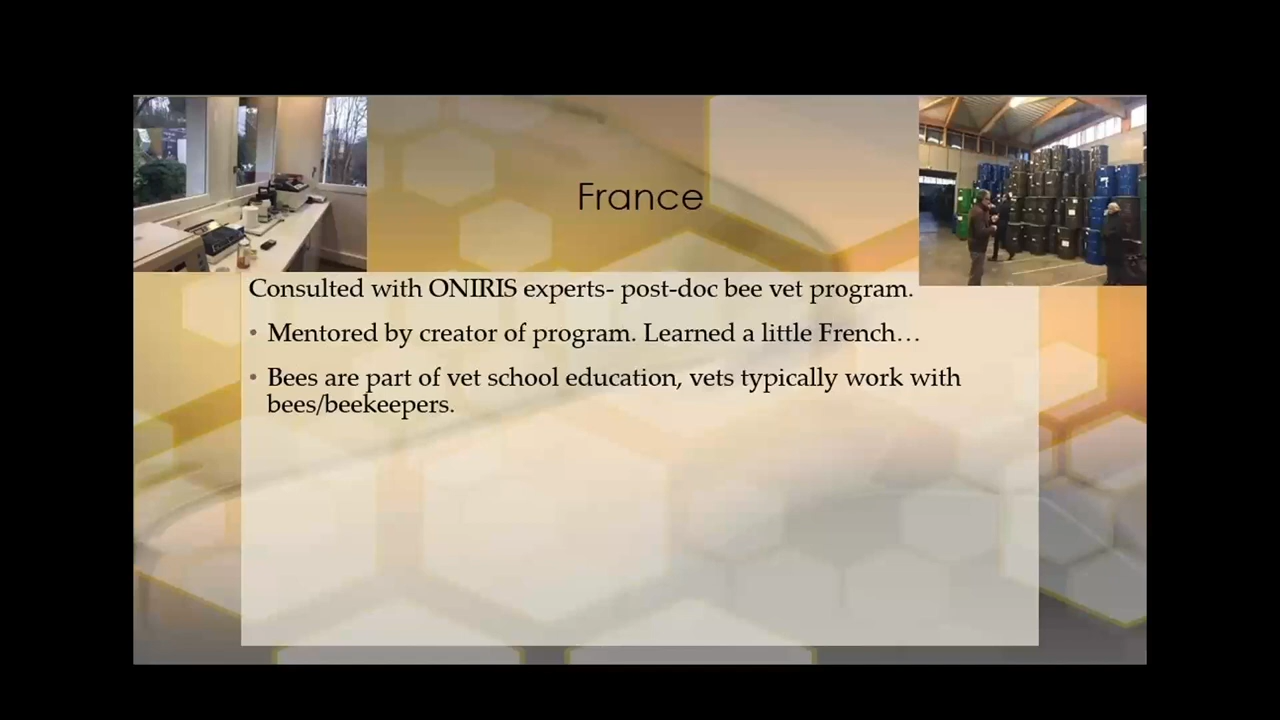 France
Consulted with ONIRIS experts- post-doc bee vet program.
• Mentored by creator of program. Learned a little French…
• Bees are part of vet school education, vets typically work with
bees/beekeepers.